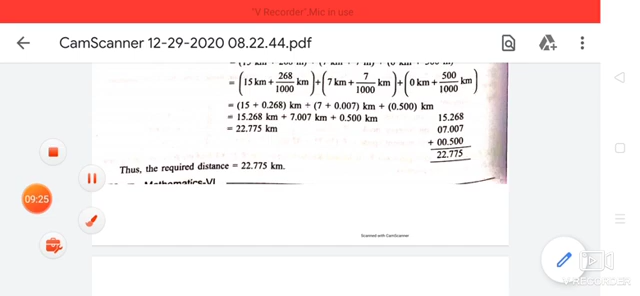 "V Recorder".Mic in use
CamScanner 12-29-2020 08.22.44.pdf
= (15 km + 268/1000 km) + (7 km + 7/1000 km) + (0 km + 500/1000 km)
= (15 + 0.268) km + (7 + 0.007) km + (0.500) km
= 15.268 km + 7.007 km + 0.500 km
= 22.775 km
15.268
07.007
+ 00.500
22.775
Thus, the required distance = 22.775 km.
Mathematics-VI
Scanned with CamScanner
09:25
V RECORDER